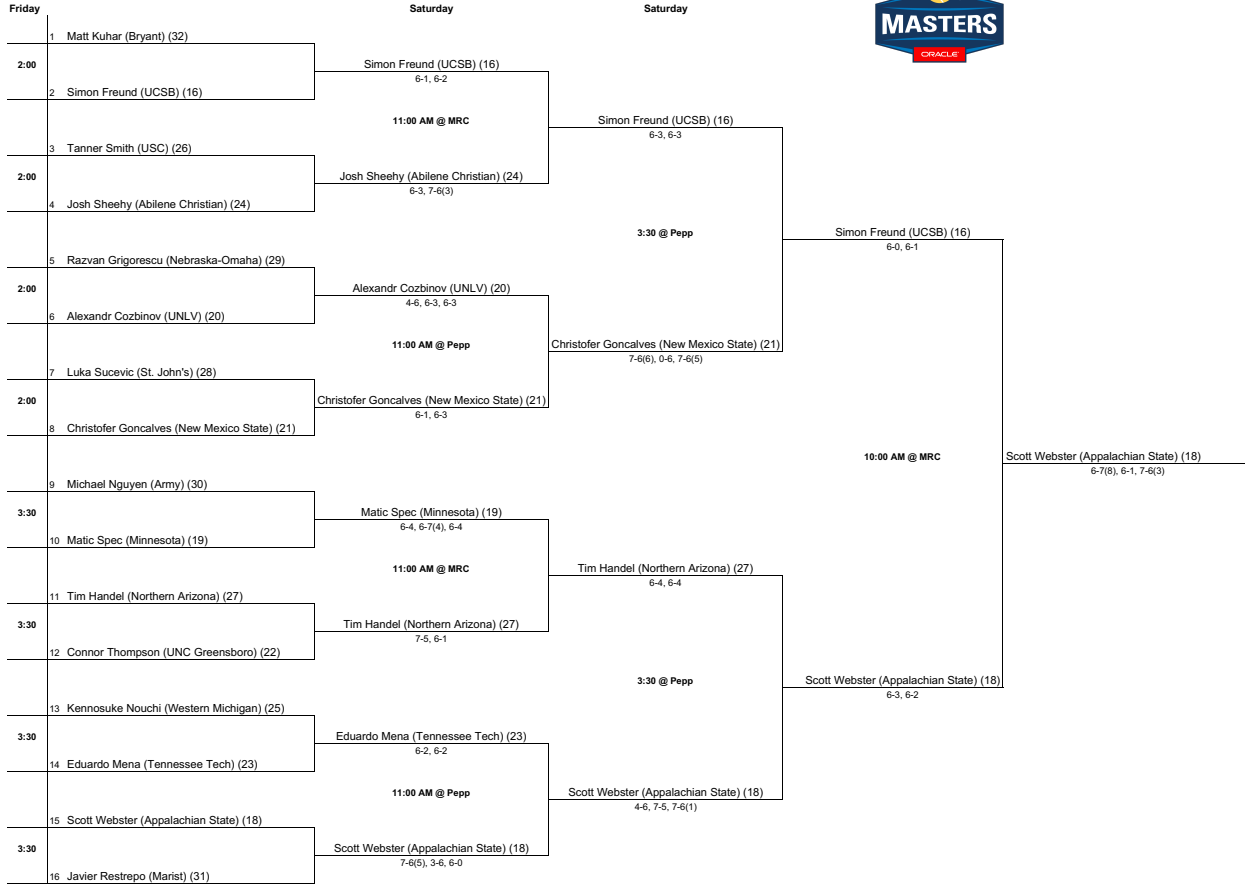 Friday
Saturday
Saturday
MASTERS
ORACLE
1 Matt Kuhar (Bryant) (32)
2:00
Simon Freund (UCSB) (16)
6-1, 6-2
2 Simon Freund (UCSB) (16)
11:00 AM @ MRC
Simon Freund (UCSB) (16)
6-3, 6-3
3 Tanner Smith (USC) (26)
2:00
Josh Sheehy (Abilene Christian) (24)
6-3, 7-6(3)
4 Josh Sheehy (Abilene Christian) (24)
3:30 @ Pepp
Simon Freund (UCSB) (16)
6-0, 6-1
5 Razvan Grigorescu (Nebraska-Omaha) (29)
2:00
Alexandr Cozbinov (UNLV) (20)
4-6, 6-3, 6-3
6 Alexandr Cozbinov (UNLV) (20)
11:00 AM @ Pepp
Christofer Goncalves (New Mexico State) (21)
7-6(6), 0-6, 7-6(5)
7 Luka Sucevic (St. John's) (28)
2:00
Christofer Goncalves (New Mexico State) (21)
6-1, 6-3
8 Christofer Goncalves (New Mexico State) (21)
10:00 AM @ MRC
Scott Webster (Appalachian State) (18)
6-7(8), 6-1, 7-6(3)
9 Michael Nguyen (Army) (30)
3:30
Matic Spec (Minnesota) (19)
6-4, 6-7(4), 6-4
10 Matic Spec (Minnesota) (19)
11:00 AM @ MRC
Tim Handel (Northern Arizona) (27)
6-4, 6-4
11 Tim Handel (Northern Arizona) (27)
3:30
Tim Handel (Northern Arizona) (27)
7-5, 6-1
12 Connor Thompson (UNC Greensboro) (22)
3:30 @ Pepp
Scott Webster (Appalachian State) (18)
6-3, 6-2
13 Kennosuke Nouchi (Western Michigan) (25)
3:30
Eduardo Mena (Tennessee Tech) (23)
6-2, 6-2
14 Eduardo Mena (Tennessee Tech) (23)
11:00 AM @ Pepp
Scott Webster (Appalachian State) (18)
4-6, 7-5, 7-6(1)
15 Scott Webster (Appalachian State) (18)
3:30
Scott Webster (Appalachian State) (18)
7-6(5), 3-6, 6-0
16 Javier Restrepo (Marist) (31)